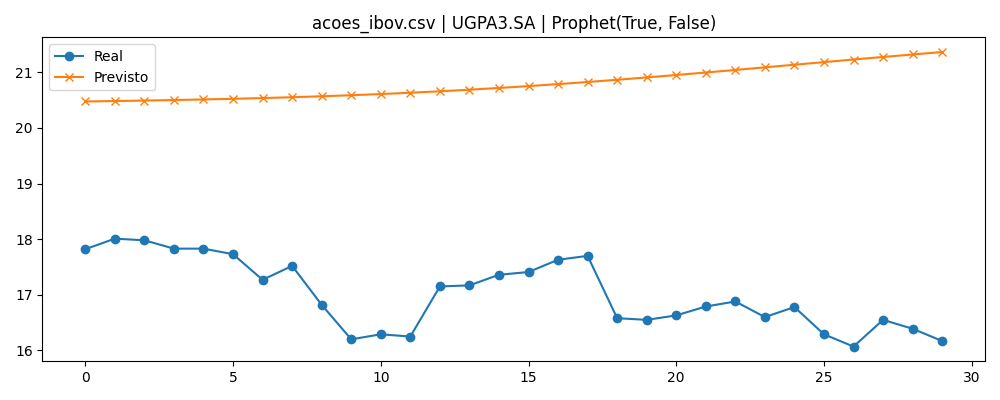 acoes_ibov.csv | UGPA3.SA | Prophet(True, False)
Real
Previsto
21
20
19
18
17
16
0 5 10 15 20 25 30